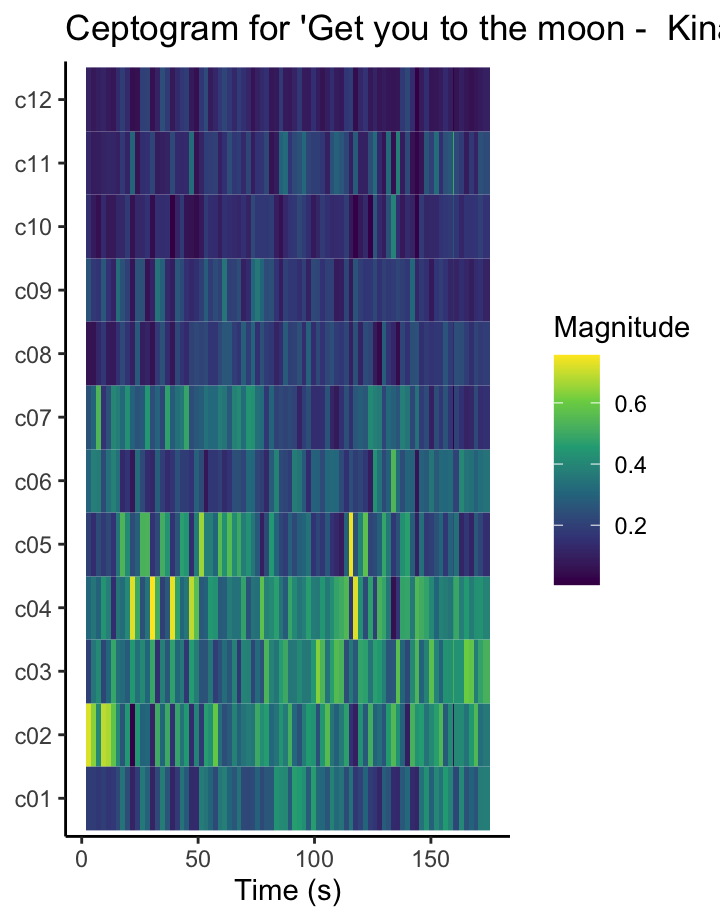 Ceptogram for 'Get you to the moon -  Kina
c12
c11
c10
c09
c08
c07
c06
c05
c04
c03
c02
c01
0
50
100
150
Time (s)
Magnitude
0.6
0.4
0.2